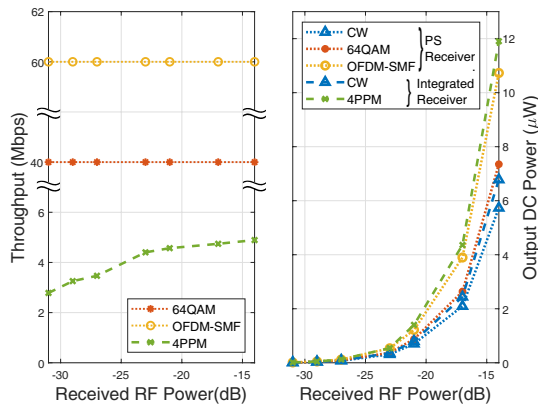 62
60
40
6
4
2
0
Throughput (Mbps)
-30
-25
-20
-15
Received RF Power(dB)
64QAM
OFDM-SMF
4PPM
CW
64QAM
OFDM-SMF
PS
Receiver
CW
4PPM
Integrated
Receiver
12
10
8
6
4
2
0
Output DC Power (μW)
-30
-25
-20
-15
Received RF Power(dB)